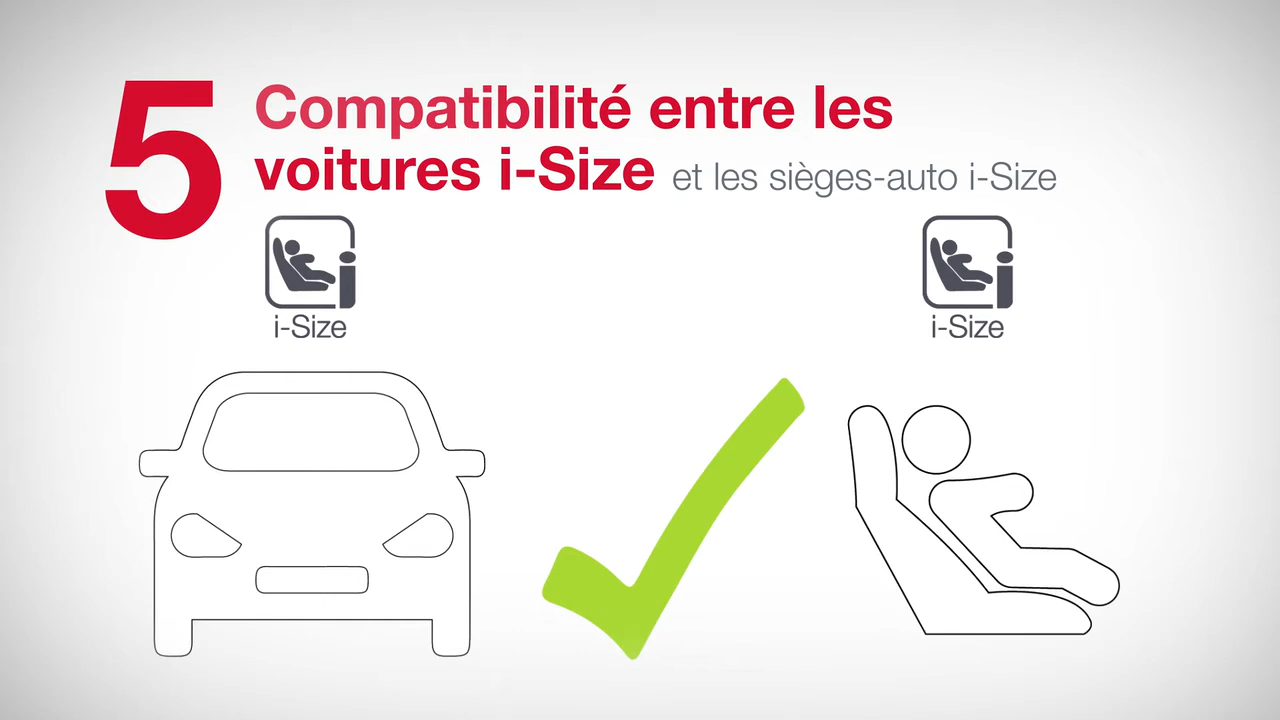 5
Compatibilité entre les
voitures i-Size et les sièges-auto i-Size
i-Size
i-Size